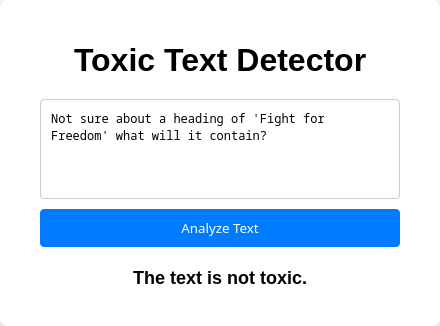 Toxic Text Detector
Not sure about a heading of 'Fight for
Freedom' what will it contain?
Analyze Text
The text is not toxic.